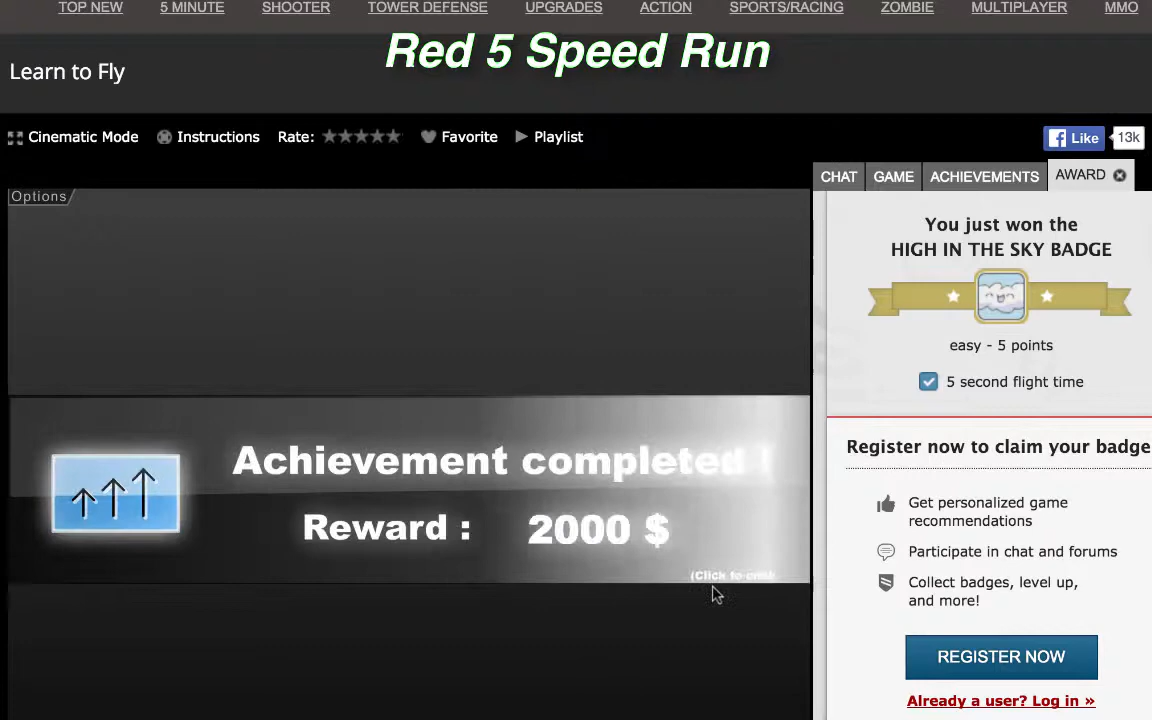 TOP NEW 5 MINUTE SHOOTER TOWER DEFENSE UPGRADES ACTION SPORTS/RACING ZOMBIE MULTIPLAYER MMO
Red 5 Speed Run
Learn to Fly
Cinematic Mode Instructions Rate: Favorite Playlist
Like 13k
CHAT GAME ACHIEVEMENTS AWARD
Options
You just won the
HIGH IN THE SKY BADGE
easy - 5 points
5 second flight time
Achievement completed !
Reward : 2000 $
(Click to
Register now to claim your badge
Get personalized game
recommendations
Participate in chat and forums
Collect badges, level up,
and more!
REGISTER NOW
Already a user? Log in »